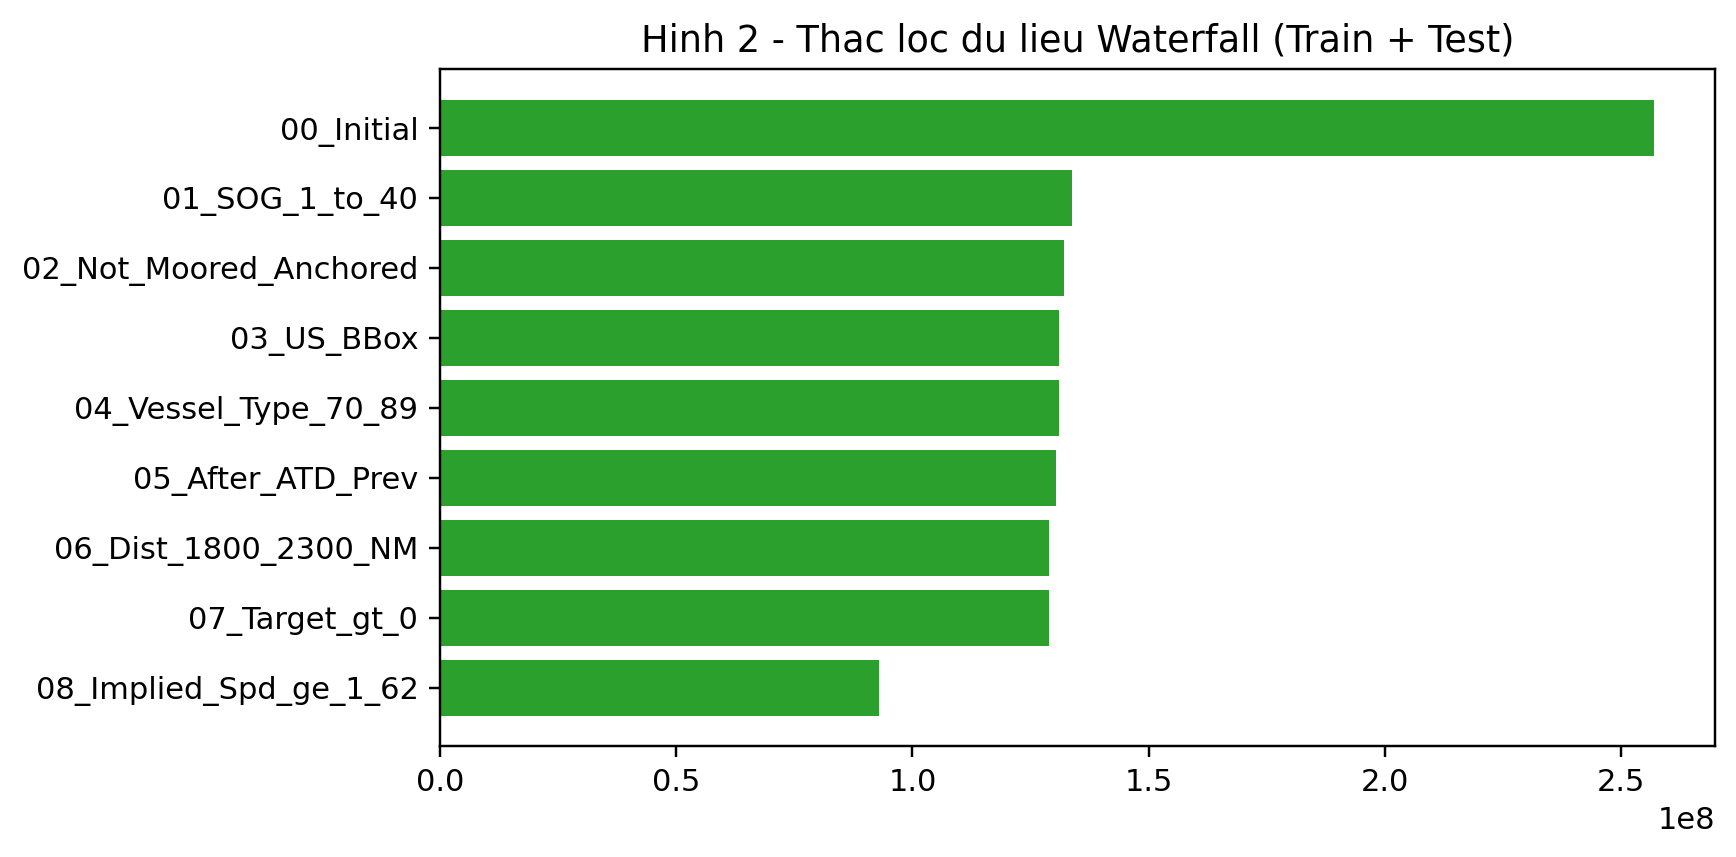 Hinh 2 - Thac loc du lieu Waterfall (Train + Test)
00_Initial
01_SOG_1_to_40
02_Not_Moored_Anchored
03_US_BBox
04_Vessel_Type_70_89
05_After_ATD_Prev
06_Dist_1800_2300_NM
07_Target_gt_0
08_Implied_Spd_ge_1_62
0.0 0.5 1.0 1.5 2.0 2.5
1e8